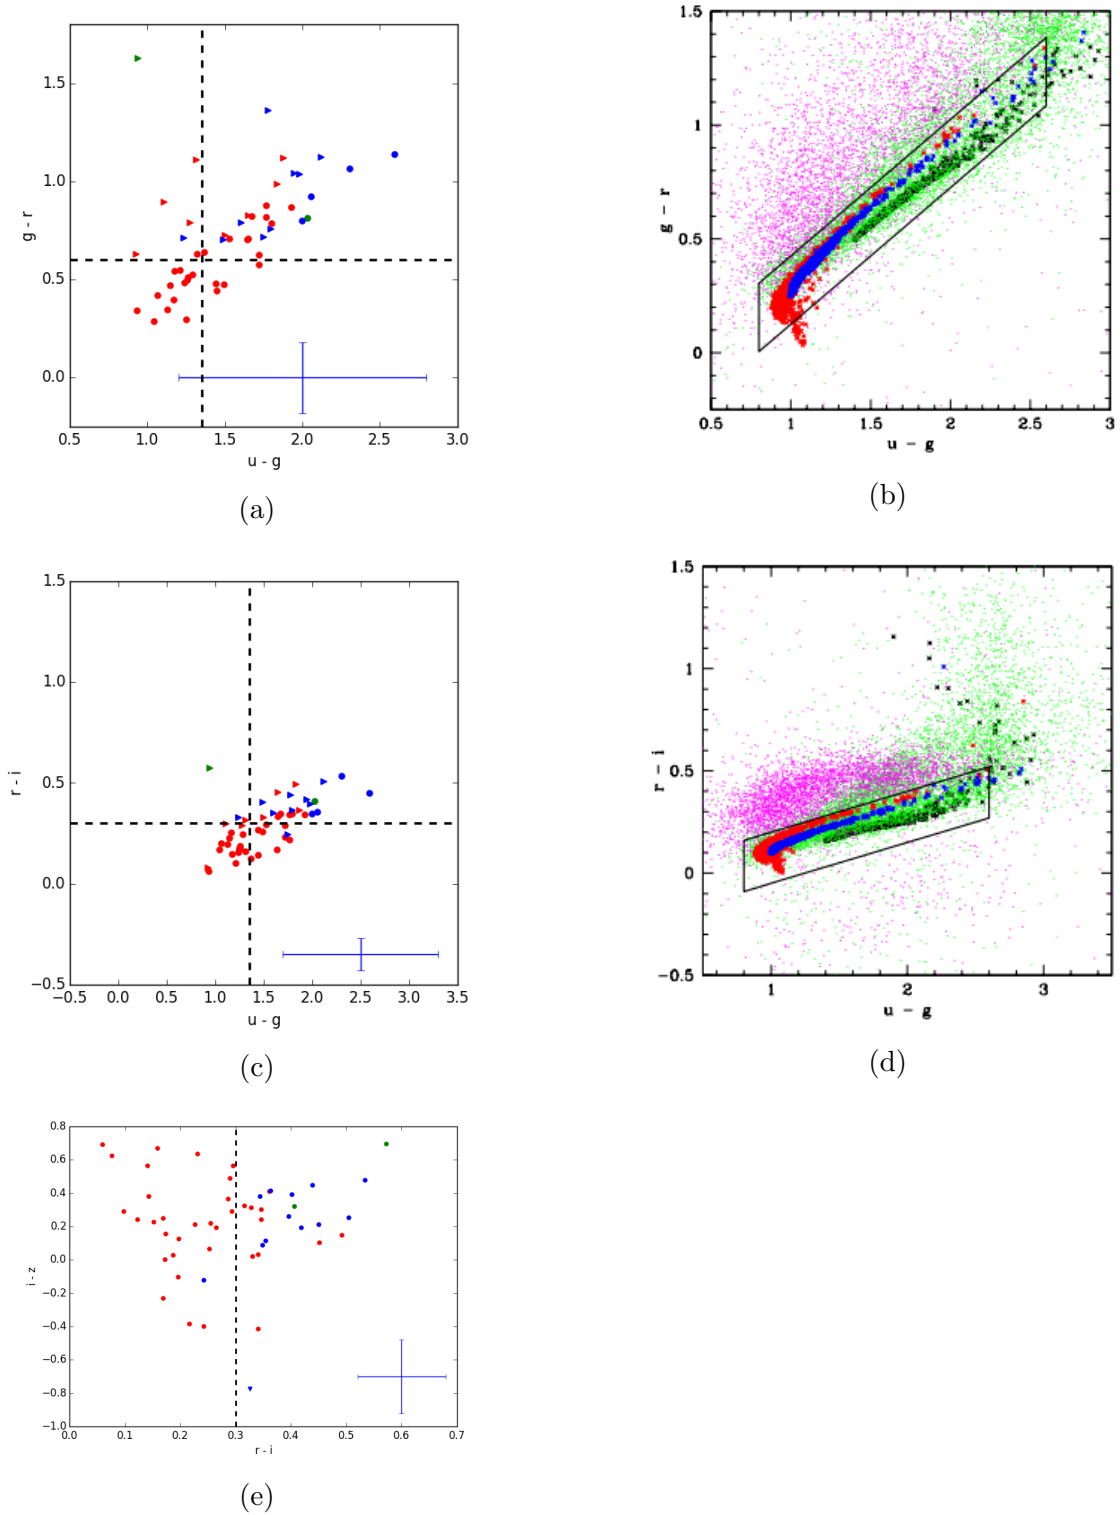 1.5
1.0
0.5
0.0
g - r
0.5 1.0 1.5 2.0 2.5 3.0
u - g
(a)
1.5
1
0.5
0
g - r
0.5 1 1.5 2 2.5 3
u - g
(b)
1.5
1.0
0.5
0.0
−0.5
r - i
−0.5 0.0 0.5 1.0 1.5 2.0 2.5 3.0 3.5
u - g
(c)
1.5
1
0.5
0
−0.5
r - i
1 2 3
u - g
(d)
0.8
0.6
0.4
0.2
0.0
−0.2
−0.4
−0.6
−0.8
−1.0
i - z
0.0 0.1 0.2 0.3 0.4 0.5 0.6 0.7
r - i
(e)